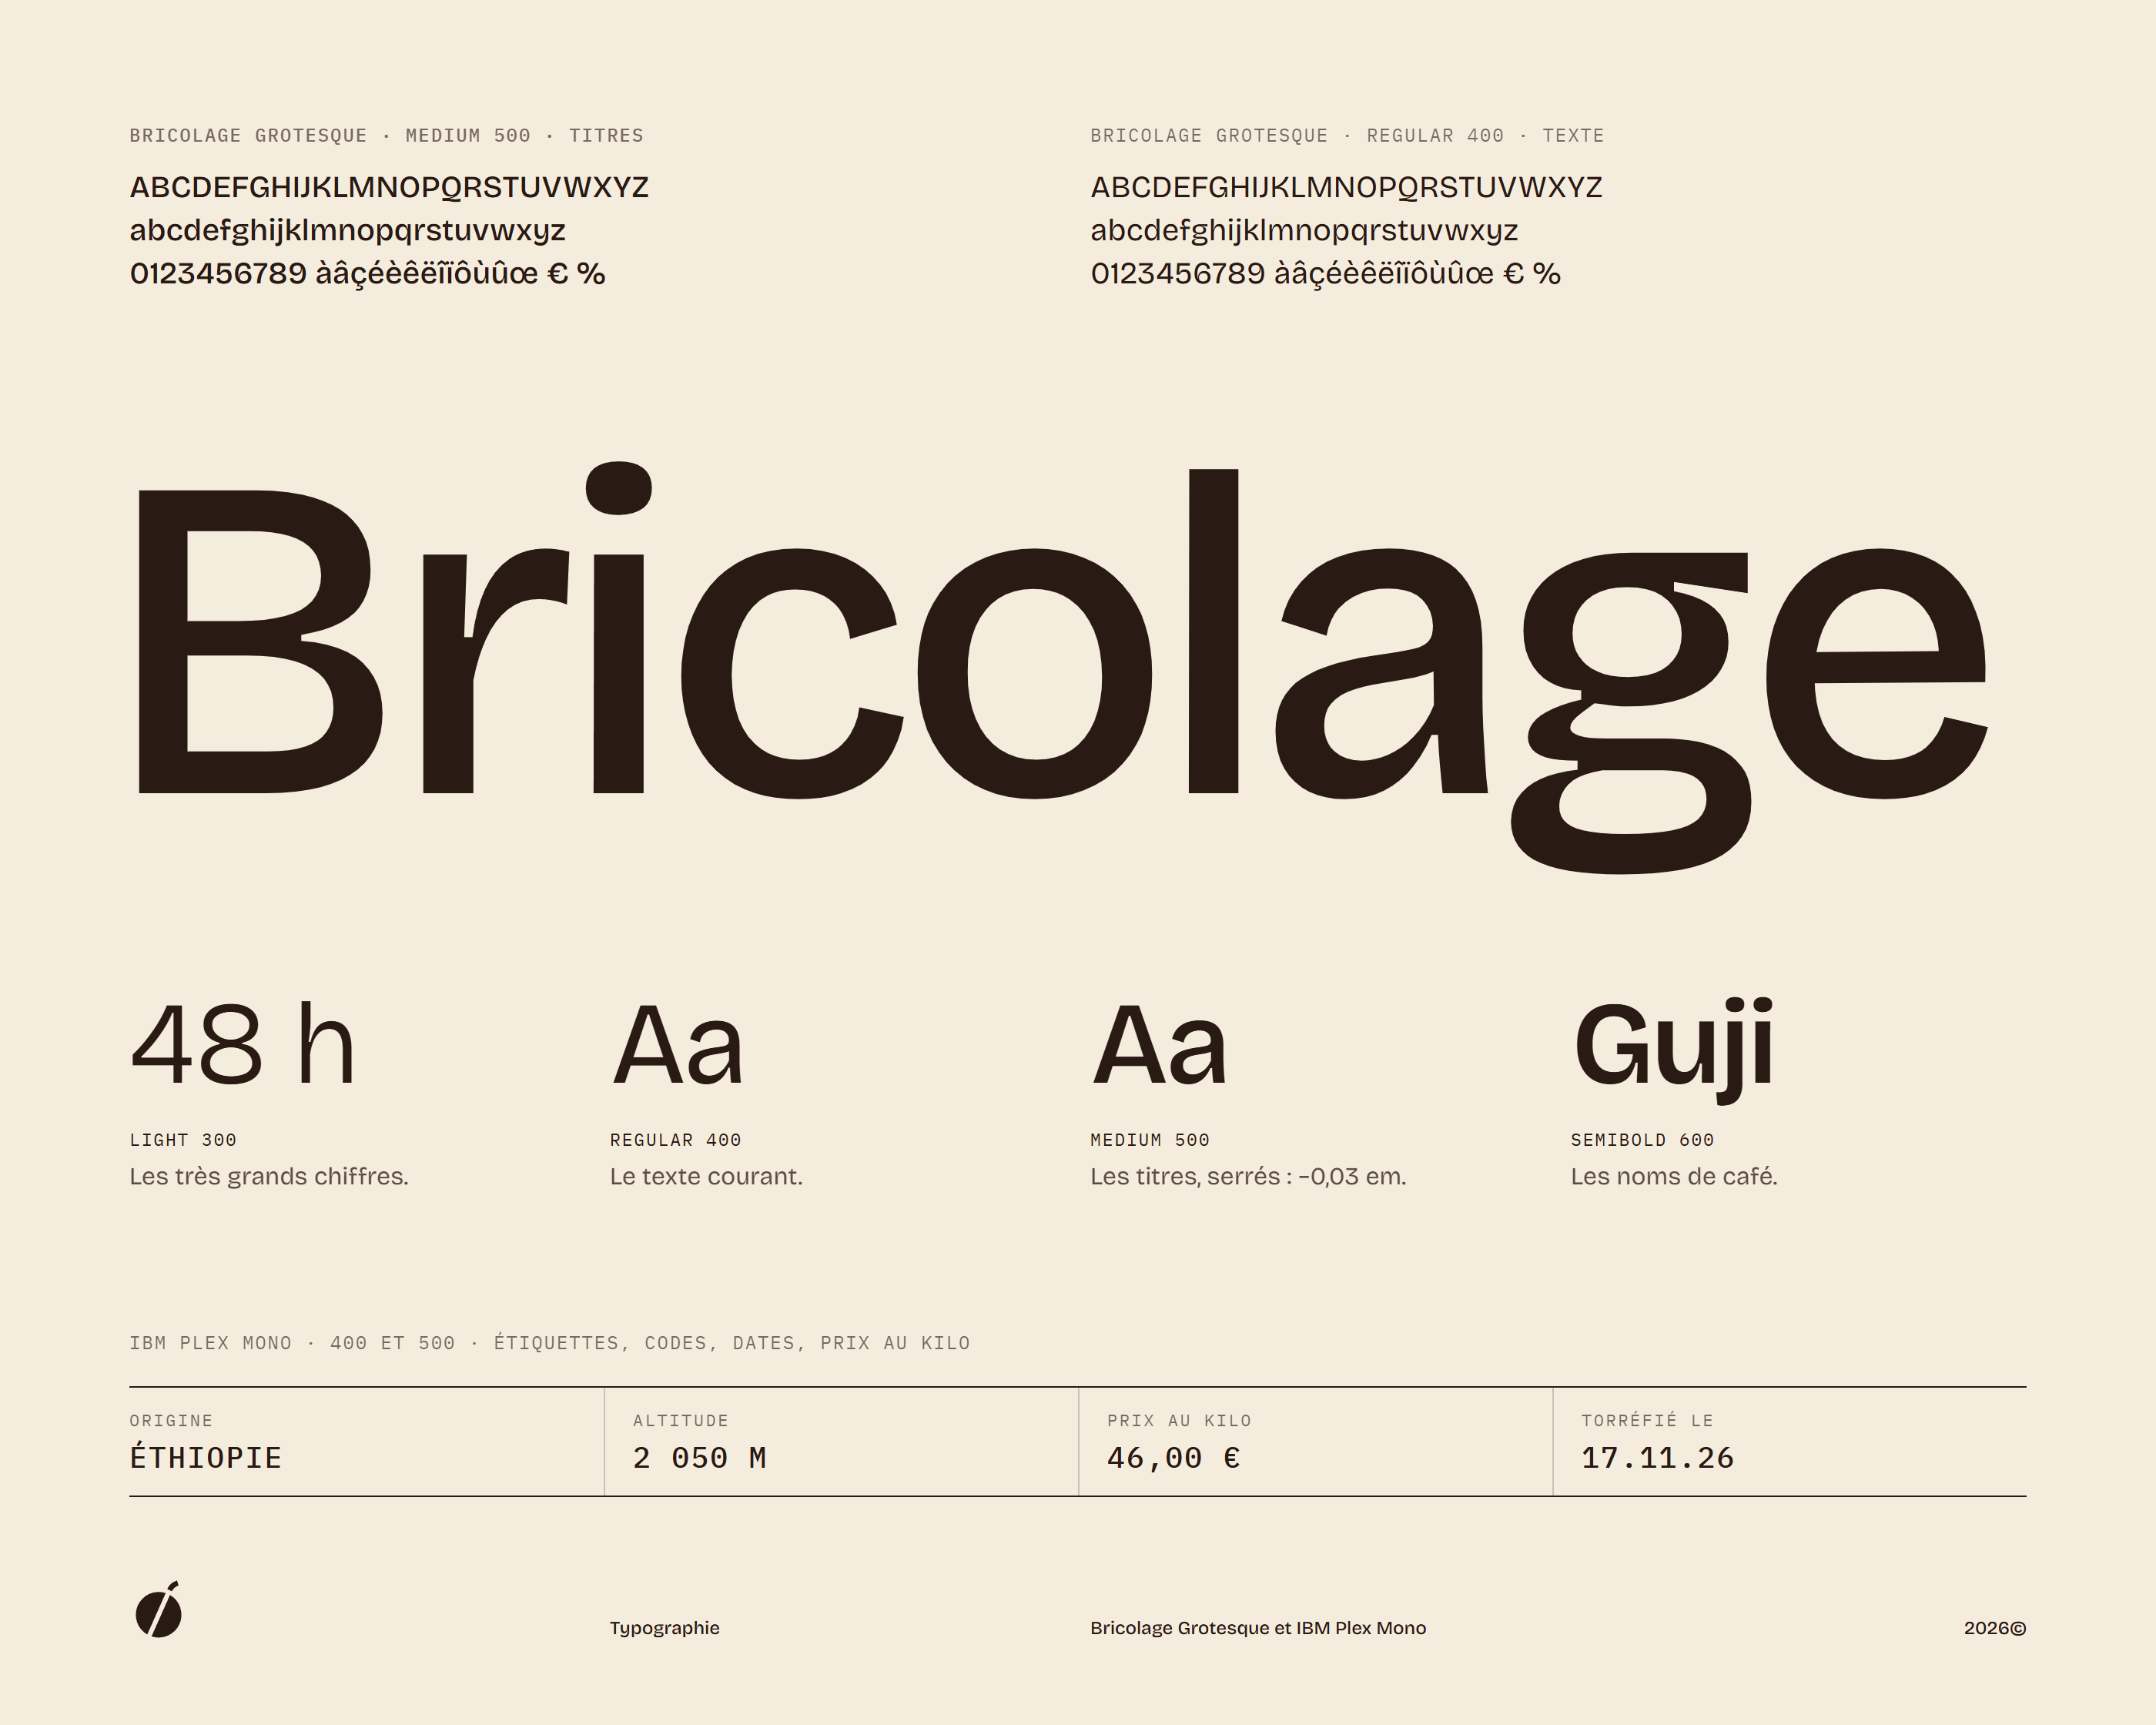 BRICOLAGE GROTESQUE · MEDIUM 500 · TITRES
ABCDEFGHIJKLMNOPQRSTUVWXYZ
abcdefghijklmnopqrstuvwxyz
0123456789 àâçéèêëîïôùûœ € %
BRICOLAGE GROTESQUE · REGULAR 400 · TEXTE
ABCDEFGHIJKLMNOPQRSTUVWXYZ
abcdefghijklmnopqrstuvwxyz
0123456789 àâçéèêëîïôùûœ € %
Bricolage
48 h
LIGHT 300
Les très grands chiffres.
Aa
REGULAR 400
Le texte courant.
Aa
MEDIUM 500
Les titres, serrés : −0,03 em.
Guji
SEMIBOLD 600
Les noms de café.
IBM PLEX MONO · 400 ET 500 · ÉTIQUETTES, CODES, DATES, PRIX AU KILO
ORIGINE
ÉTHIOPIE
ALTITUDE
2 050 M
PRIX AU KILO
46,00 €
TORRÉFIÉ LE
17.11.26
Typographie
Bricolage Grotesque et IBM Plex Mono
2026©